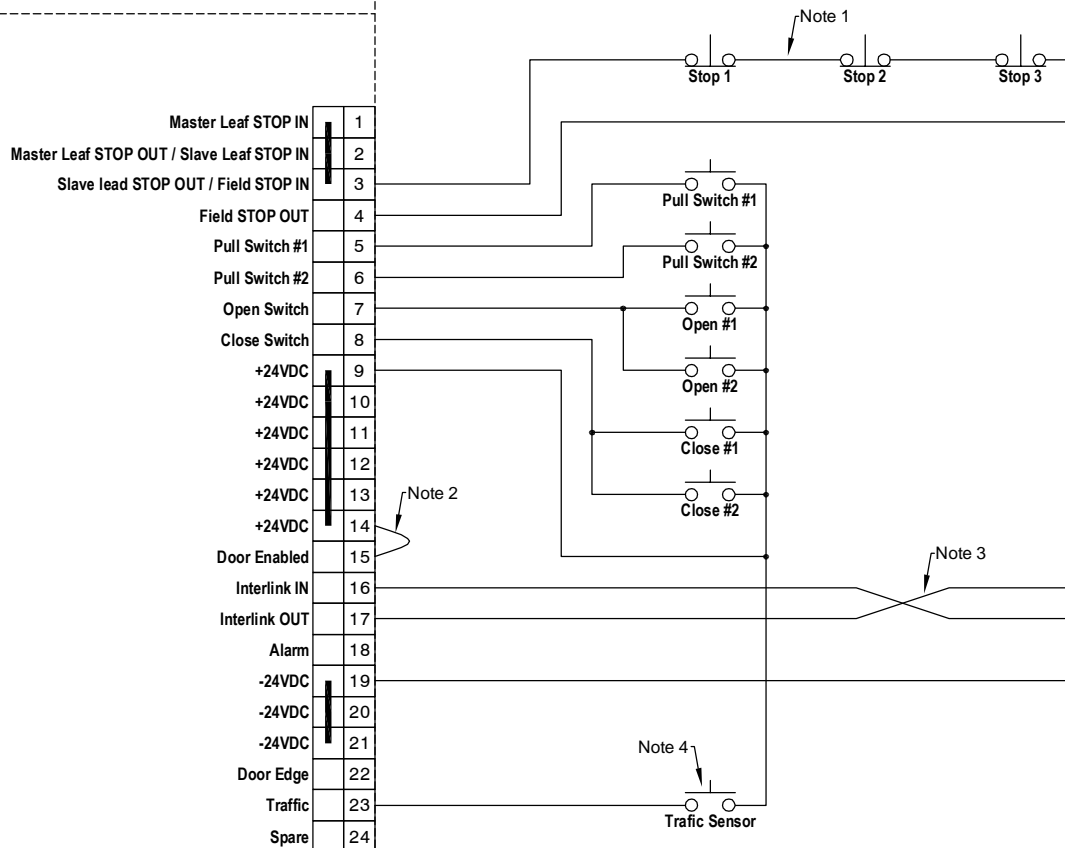 Note 1
Stop 1 Stop 2 Stop 3
Master Leaf STOP IN 1
Master Leaf STOP OUT / Slave Leaf STOP IN 2
Slave lead STOP OUT / Field STOP IN 3
Pull Switch #1
Field STOP OUT 4
Pull Switch #1 5
Pull Switch #2
Pull Switch #2 6
Open Switch 7
Open #1
Close Switch 8
+24VDC 9
Open #2
+24VDC 10
+24VDC 11
Close #1
+24VDC 12
+24VDC 13
Note 2
Close #2
+24VDC 14
Door Enabled 15
Note 3
Interlink IN 16
Interlink OUT 17
Alarm 18
-24VDC 19
-24VDC 20
-24VDC 21
Note 4
Door Edge 22
Traffic 23
Trafic Sensor
Spare 24